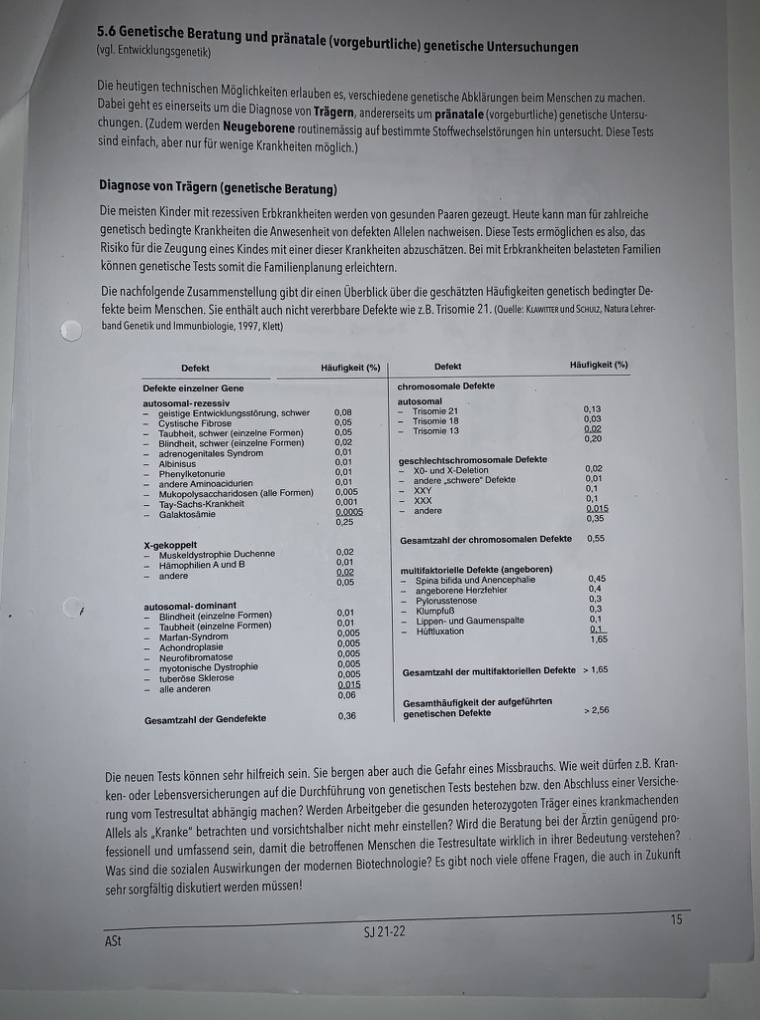 5.6 Genetische Beratung und pränatale (vorgeburtliche) genetische Untersuchungen
(vgl. Entwicklungsgenetik)
Die heutigen technischen Möglichkeiten erlauben es, verschiedene genetische Abklärungen beim Menschen zu machen.
Dabei geht es einerseits um die Diagnose von Trägern, andererseits um pränatale (vorgeburtliche) genetische Untersu-
chungen. (Zudem werden Neugeborene routinemässig auf bestimmte Stoffwechselstörungen hin untersucht. Diese Tests
sind einfach, aber nur für wenige Krankheiten möglich.)
Diagnose von Trägern (genetische Beratung)
Die meisten Kinder mit rezessiven Erbkrankheiten werden von gesunden Paaren gezeugt. Heute kann man für zahlreiche
genetisch bedingte Krankheiten die Anwesenheit von defekten Allelen nachweisen. Diese Tests ermöglichen es also, das
Risiko für die Zeugung eines Kindes mit einer dieser Krankheiten abzuschätzen. Bei mit Erbkrankheiten belasteten Familien
können genetische Tests somit die Familienplanung erleichtern.
Die nachfolgende Zusammenstellung gibt dir einen Überblick über die geschätzten Häufigkeiten genetisch bedingter De-
fekte beim Menschen. Sie enthält auch nicht vererbbare Defekte wie z.B. Trisomie 21. (Quelle: KLAWITTER und SCHULZ, Natura Lehrer-
band Genetik und Immunbiologie, 1997, Klett)
Defekt Häufigkeit (%)
Defekte einzelner Gene
autosomal-rezessiv
– geistige Entwicklungsstörung, schwer 0,08
– Cystische Fibrose 0,05
– Taubheit, schwer (einzelne Formen) 0,05
– Blindheit, schwer (einzelne Formen) 0,02
– adrenogenitales Syndrom 0,01
– Albinisus 0,01
– Phenylketonurie 0,01
– andere Aminoacidurien 0,01
– Mukopolysaccharidosen (alle Formen) 0,005
– Tay-Sachs-Krankheit 0,001
– Galaktosämie 0,0005
0,25
X-gekoppelt
– Muskeldystrophie Duchenne 0,02
– Hämophilien A und B 0,01
– andere 0,02
0,05
autosomal-dominant
– Blindheit (einzelne Formen) 0,01
– Taubheit (einzelne Formen) 0,01
– Marfan-Syndrom 0,005
– Achondroplasie 0,005
– Neurofibromatose 0,005
– myotonische Dystrophie 0,005
– tuberöse Sklerose 0,005
– alle anderen 0,015
0,06
Gesamtzahl der Gendefekte 0,36
Defekt Häufigkeit (%)
chromosomale Defekte
autosomal
– Trisomie 21 0,13
– Trisomie 18 0,03
– Trisomie 13 0,02
0,20
geschlechtschromosomale Defekte
– X0- und X-Deletion 0,02
– andere „schwere" Defekte 0,01
– XXY 0,1
– XXX 0,1
– andere 0,015
0,35
Gesamtzahl der chromosomalen Defekte 0,55
multifaktorielle Defekte (angeboren)
– Spina bifida und Anencephalie 0,45
– angeborene Herzfehler 0,4
– Pylorusstenose 0,3
– Klumpfuß 0,3
– Lippen- und Gaumenspalte 0,1
– Hüftluxation 0,1
1,65
Gesamtzahl der multifaktoriellen Defekte > 1,65
Gesamthäufigkeit der aufgeführten
genetischen Defekte > 2,56
Die neuen Tests können sehr hilfreich sein. Sie bergen aber auch die Gefahr eines Missbrauchs. Wie weit dürfen z.B. Kran-
ken- oder Lebensversicherungen auf die Durchführung von genetischen Tests bestehen bzw. den Abschluss einer Versiche-
rung vom Testresultat abhängig machen? Werden Arbeitgeber die gesunden heterozygoten Träger eines krankmachenden
Allels als „Kranke" betrachten und vorsichtshalber nicht mehr einstellen? Wird die Beratung bei der Ärztin genügend pro-
fessionell und umfassend sein, damit die betroffenen Menschen die Testresultate wirklich in ihrer Bedeutung verstehen?
Was sind die sozialen Auswirkungen der modernen Biotechnologie? Es gibt noch viele offene Fragen, die auch in Zukunft
sehr sorgfältig diskutiert werden müssen!
ASt SJ 21-22 15